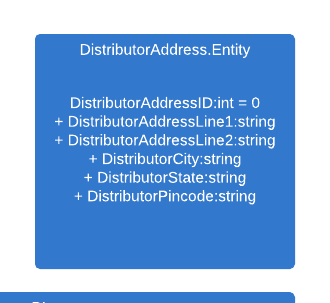 DistributorAddress.Entity
DistributorAddressID:int = 0
+ DistributorAddressLine1:string
+ DistributorAddressLine2:string
+ DistributorCity:string
+ DistributorState:string
+ DistributorPincode:string